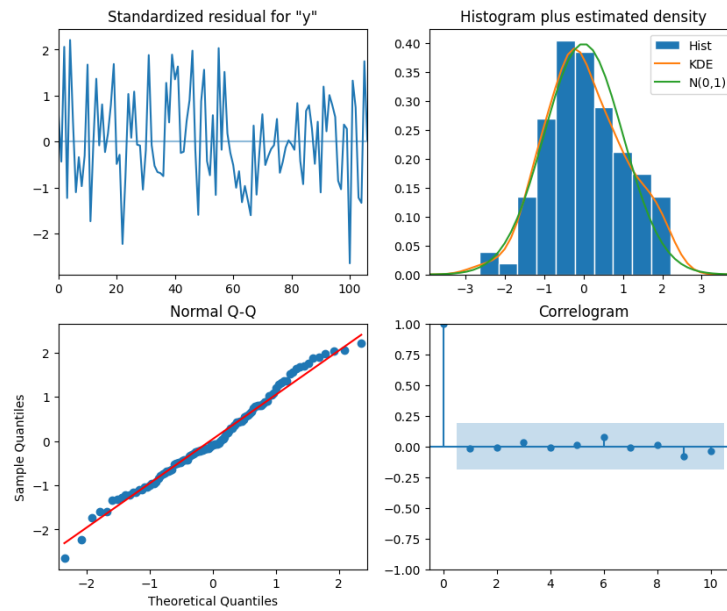 Standardized residual for "y"
2
1
0
−1
−2
0 20 40 60 80 100
Histogram plus estimated density
Hist
KDE
N(0,1)
0.40
0.35
0.30
0.25
0.20
0.15
0.10
0.05
0.00
−3 −2 −1 0 1 2 3
Normal Q-Q
Sample Quantiles
2
1
0
−1
−2
−2 −1 0 1 2
Theoretical Quantiles
Correlogram
1.00
0.75
0.50
0.25
0.00
−0.25
−0.50
−0.75
−1.00
0 2 4 6 8 10